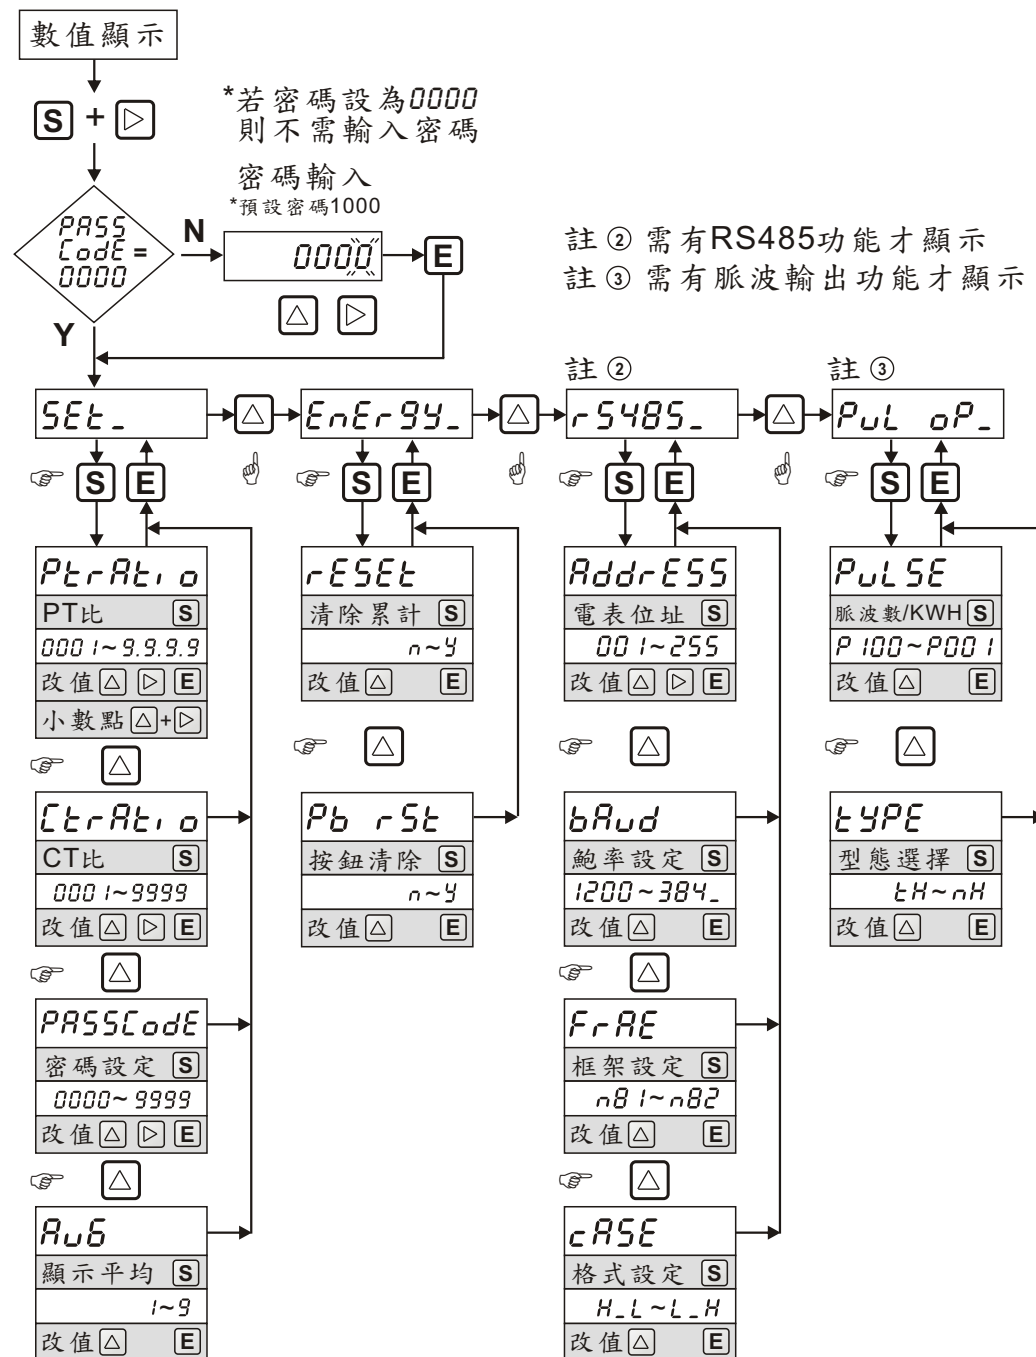 數值顯示
S +
*若密碼設為0000
則不需輸入密碼
密碼輸入
*預設密碼1000
PASS
CodE =
0000
N
0000
E
Y
註 ② 需有RS485功能才顯示
註 ③ 需有脈波輸出功能才顯示
註 ②
註 ③
SEt_
EnErgy_
rS485_
PuL oP_
S E
S E
S E
S E
PtrAtio
PT比 S
0001~9.9.9.9
改值 E
小數點 +
CtrAtio
CT比 S
0001~9999
改值 E
PASSCodE
密碼設定 S
0000~9999
改值 E
AvG
顯示平均 S
1~9
改值 E
rESEt
清除累計 S
n~y
改值 E
Pb rSt
按鈕清除 S
n~y
改值 E
AddrESS
電表位址 S
001~255
改值 E
bAud
鮑率設定 S
1200~384_
改值 E
FrAE
框架設定 S
n81~n82
改值 E
cASE
格式設定 S
H_L~L_H
改值 E
PuLSE
脈波數/KWH S
P100~P001
改值 E
tYPE
型態選擇 S
tH~nH
改值 E